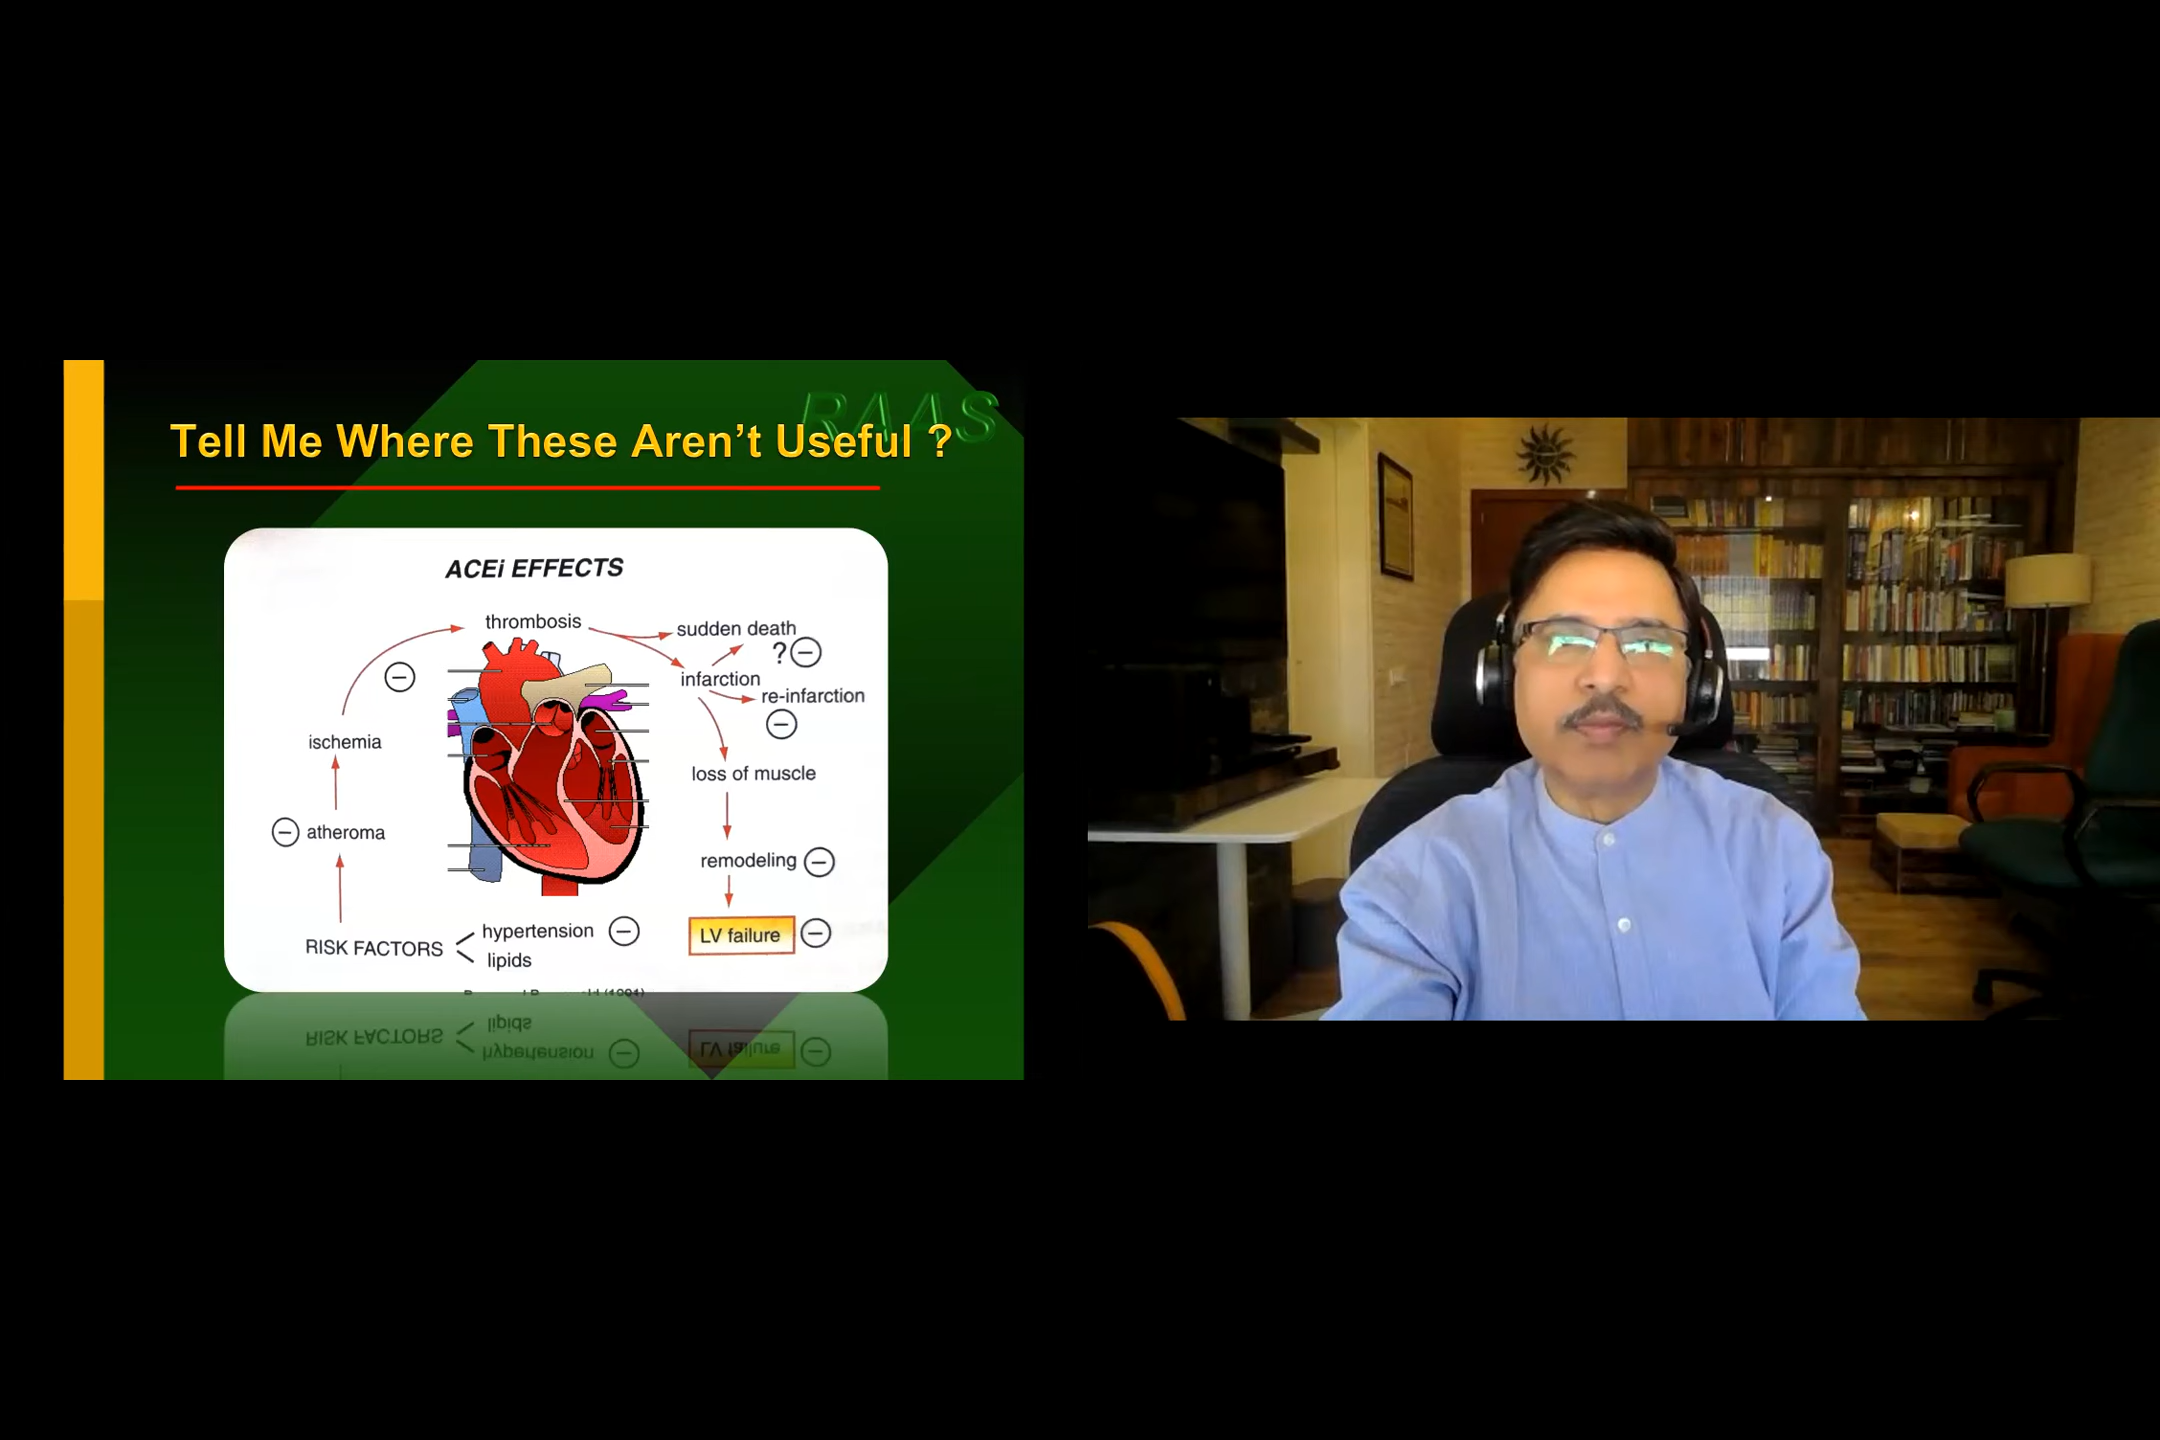 RAAS
Tell Me Where These Aren't Useful ?
ACEi EFFECTS
thrombosis
sudden death
? −
infarction
re-infarction
−
−
ischemia
loss of muscle
− atheroma
remodeling −
RISK FACTORS
hypertension −
lipids
LV failure −